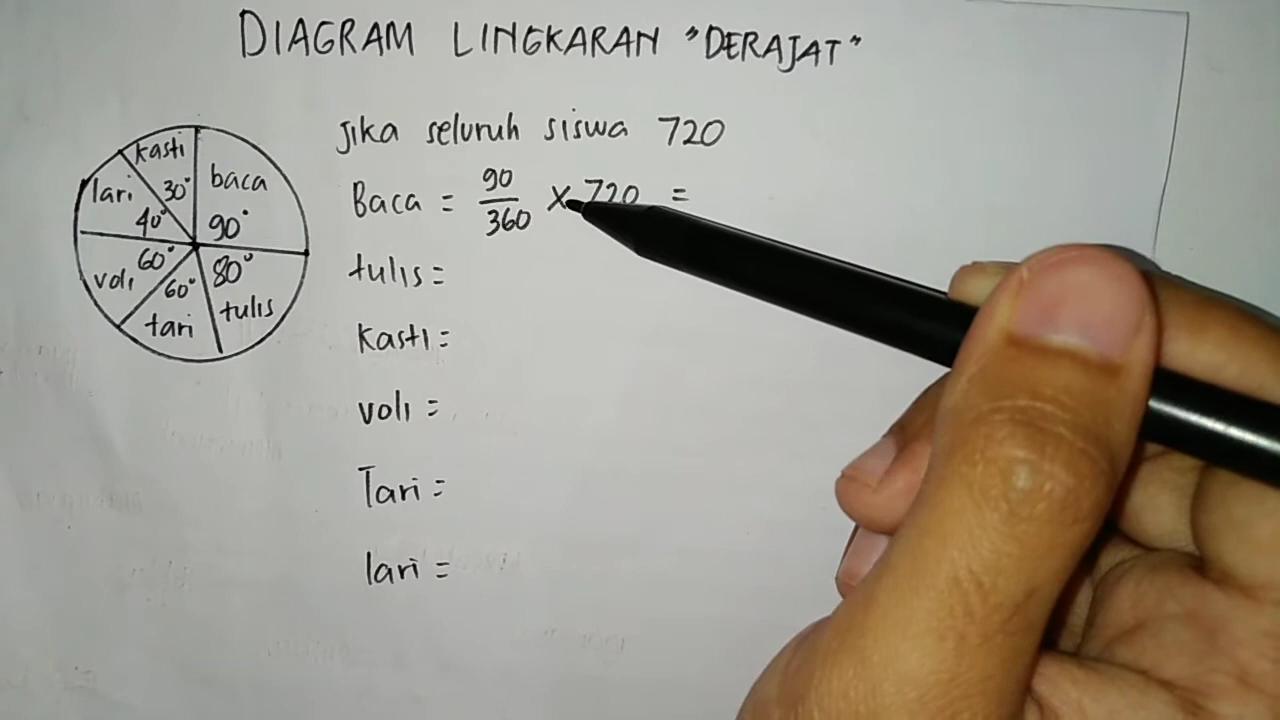 DIAGRAM LINGKARAN "DERAJAT"
Jika seluruh siswa 720
Baca = 90/360 × 720 =
tulis =
kasti =
voli =
Tari =
lari =
kasti
30°
baca
90°
lari
40°
voli
60°
tari
60°
80°
tulis